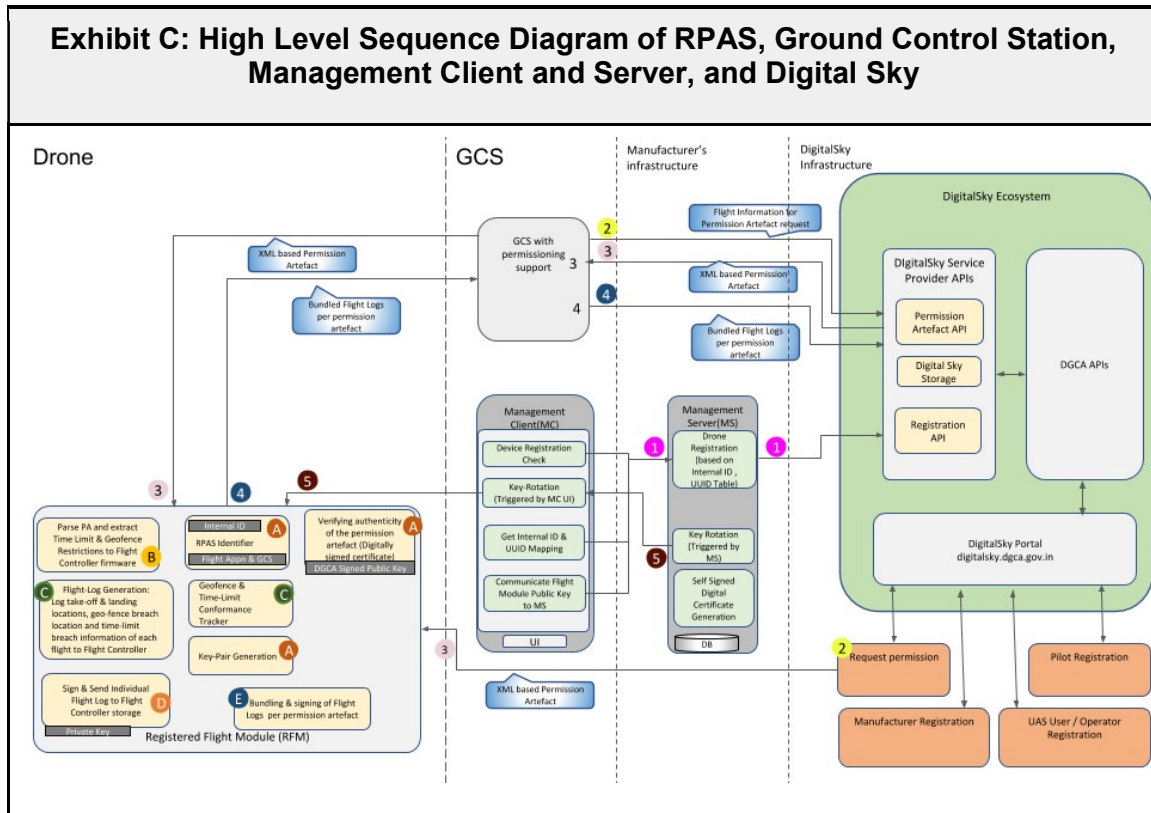 Exhibit C: High Level Sequence Diagram of RPAS, Ground Control Station,
Management Client and Server, and Digital Sky
Drone
GCS
Manufacturer's
infrastructure
DigitalSky
Infrastructure
DigitalSky Ecosystem
GCS with
permissioning
support
3
4
2
3
4
Flight Information for
Permission Artefact request
XML based Permission
Artefact
Bundled Flight Logs
per permission
artefact
XML based Permission
Artefact
Bundled Flight Logs
per permission
artefact
DIgitalSky Service
Provider APIs
Permission
Artefact API
Digital Sky
Storage
Registration
API
DGCA APIs
Management
Client(MC)
Device Registration
Check
Key-Rotation
(Triggered by MC UI)
Get Internal ID &
UUID Mapping
Communicate Flight
Module Public Key
to MS
UI
1
5
Management
Server(MS)
Drone
Registration
(based on
Internal ID ,
UUID Table)
Key Rotation
(Triggered by
MS)
Self Signed
Digital
Certificate
Generation
DB
1
5
3
4
Parse PA and extract
Time Limit & Geofence
Restrictions to Flight
Controller firmware
B
Internal ID
RPAS Identifier
Flight Appn & GCS
A
Verifying authenticity
of the permission
artefact (Digitally
signed certificate)
DGCA Signed Public Key
A
C
Flight-Log Generation:
Log take-off & landing
locations, geo-fence breach
location and time-limit
breach information of each
flight to Flight Controller
Geofence &
Time-Limit
Conformance
Tracker
C
Key-Pair Generation
A
Sign & Send Individual
Flight Log to Flight
Controller storage
D
Private Key
E
Bundling & signing of Flight
Logs per permission artefact
Registered Flight Module (RFM)
3
XML based Permission
Artefact
DigitalSky Portal
digitalsky.dgca.gov.in
2
Request permission
Pilot Registration
Manufacturer Registration
UAS User / Operator
Registration